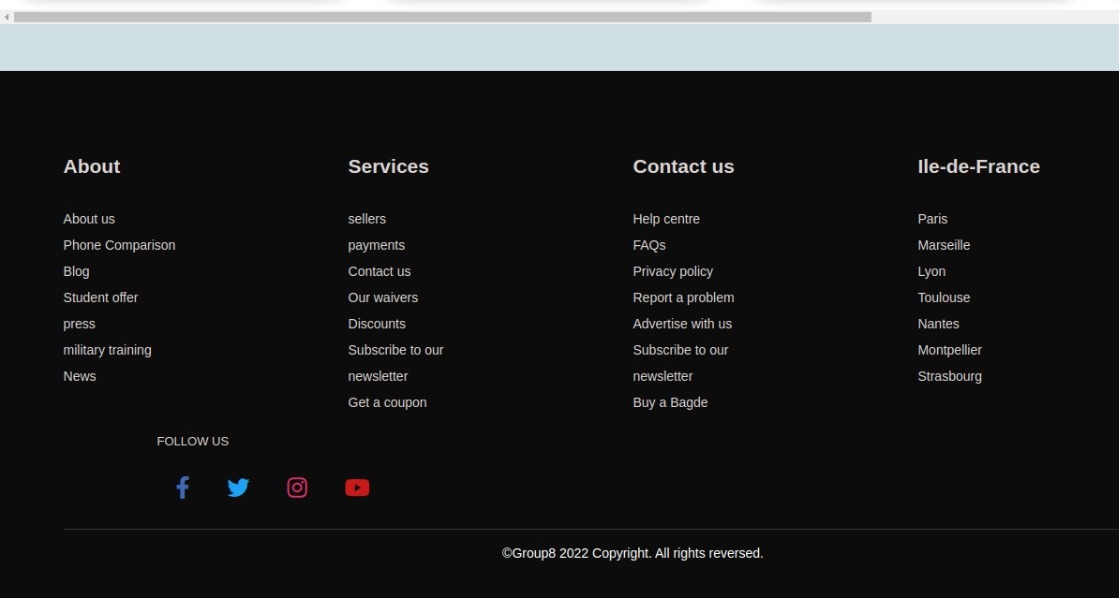 About
About us
Phone Comparison
Blog
Student offer
press
military training
News
Services
sellers
payments
Contact us
Our waivers
Discounts
Subscribe to our
newsletter
Get a coupon
Contact us
Help centre
FAQs
Privacy policy
Report a problem
Advertise with us
Subscribe to our
newsletter
Buy a Bagde
Ile-de-France
Paris
Marseille
Lyon
Toulouse
Nantes
Montpellier
Strasbourg
FOLLOW US
©Group8 2022 Copyright. All rights reversed.